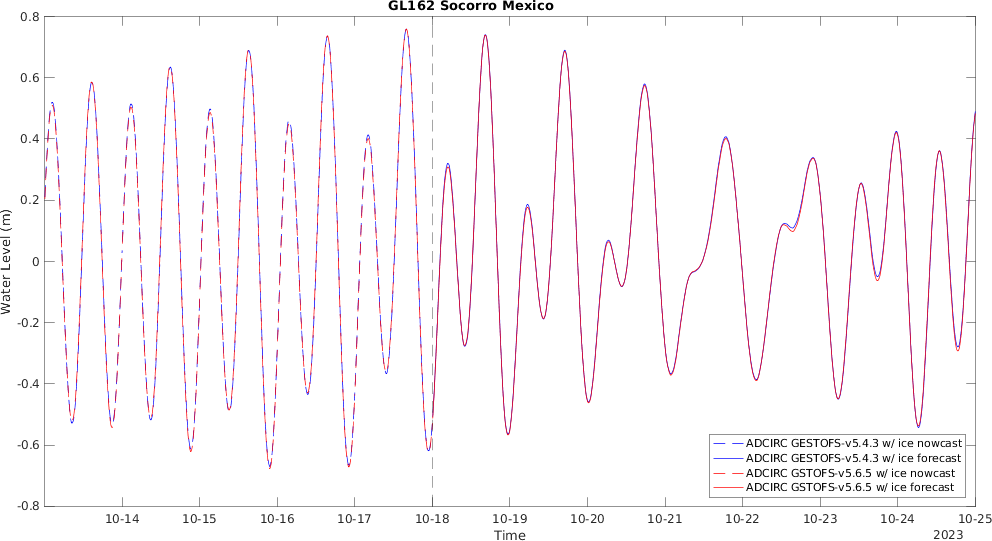 GL162 Socorro Mexico
0.8
0.6
0.4
0.2
0
-0.2
-0.4
-0.6
-0.8
Water Level (m)
10-14 10-15 10-16 10-17 10-18 10-19 10-20 10-21 10-22 10-23 10-24 10-25
Time
2023
ADCIRC GESTOFS-v5.4.3 w/ ice nowcast
ADCIRC GESTOFS-v5.4.3 w/ ice forecast
ADCIRC GSTOFS-v5.6.5 w/ ice nowcast
ADCIRC GSTOFS-v5.6.5 w/ ice forecast